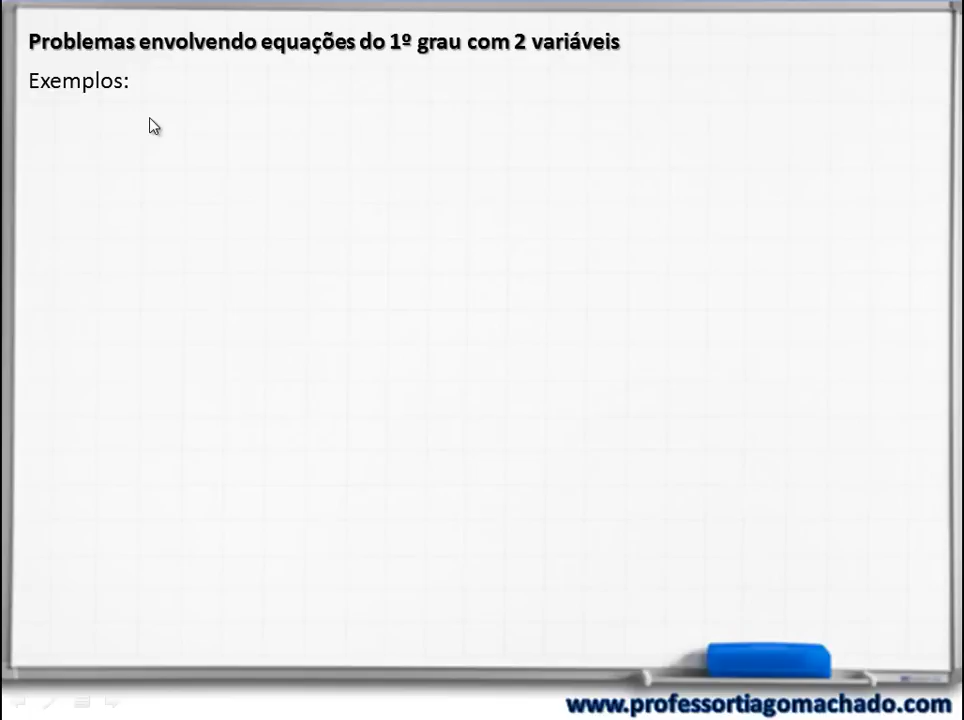 Problemas envolvendo equações do 1º grau com 2 variáveis
Exemplos:
www.professortiagomachado.com